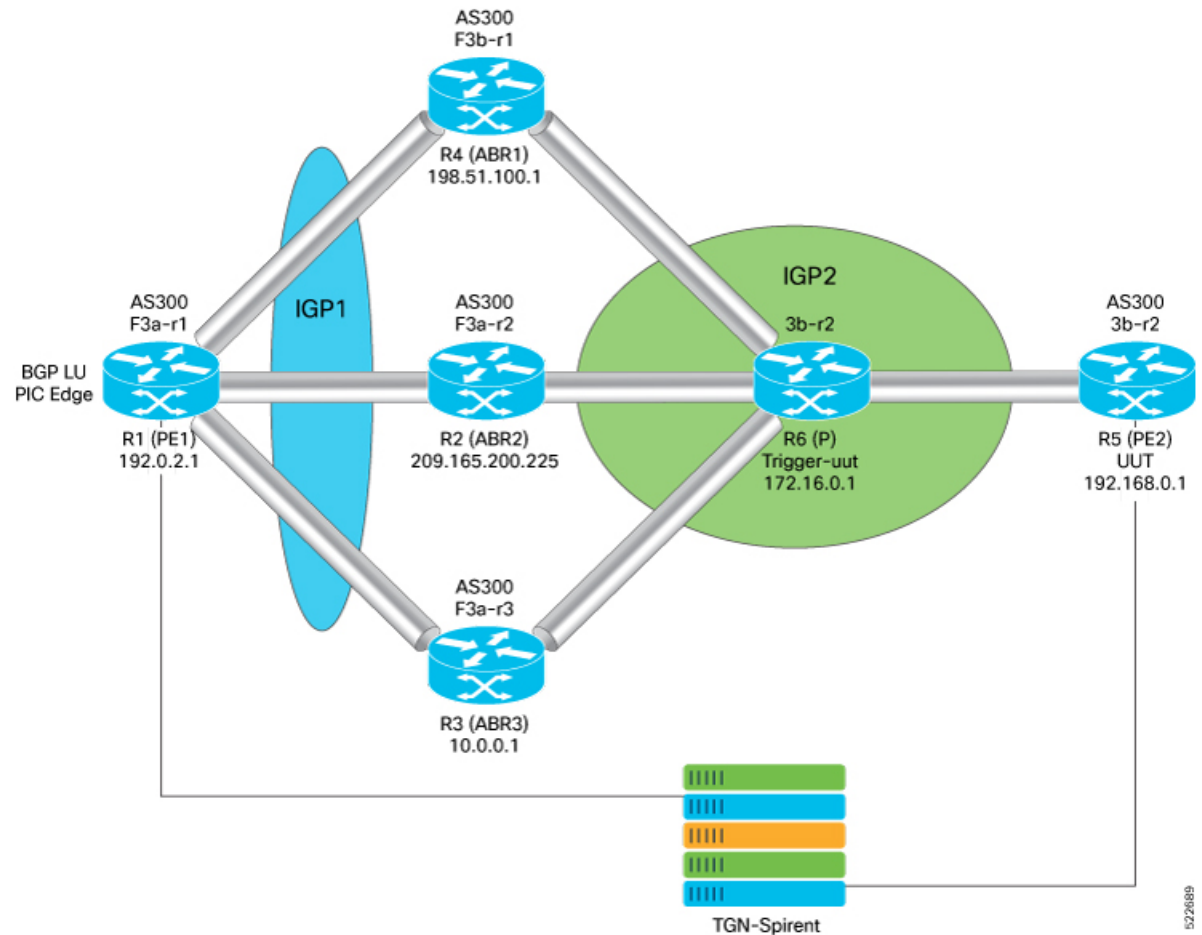 AS300
F3b-r1
R4 (ABR1)
198.51.100.1
IGP1
IGP2
AS300
F3a-r1
AS300
F3a-r2
3b-r2
AS300
3b-r2
BGP LU
PIC Edge
R1 (PE1)
192.0.2.1
R2 (ABR2)
209.165.200.225
R6 (P)
Trigger-uut
172.16.0.1
R5 (PE2)
UUT
192.168.0.1
AS300
F3a-r3
R3 (ABR3)
10.0.0.1
TGN-Spirent
522689